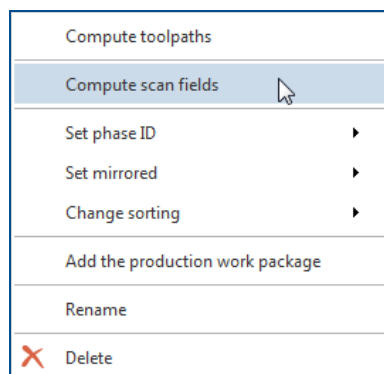 Compute toolpaths
Compute scan fields
Set phase ID
Set mirrored
Change sorting
Add the production work package
Rename
Delete